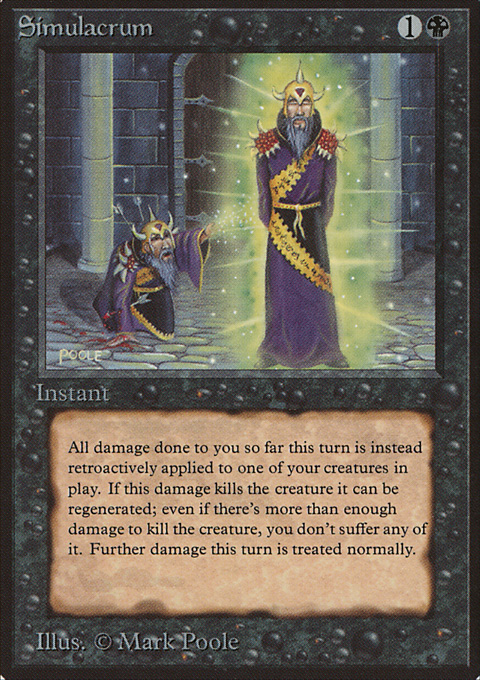 Simulacrum 1
POOLE
Instant
All damage done to you so far this turn is instead
retroactively applied to one of your creatures in
play. If this damage kills the creature it can be
regenerated; even if there's more than enough
damage to kill the creature, you don't suffer any of
it. Further damage this turn is treated normally.
Illus. © Mark Poole